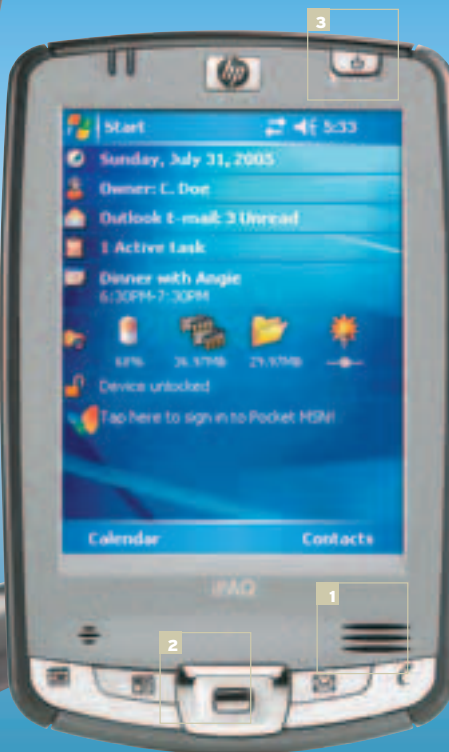 3
hp
Start 5:33
Sunday, July 31, 2005
Owner: C. Doe
Outlook E-mail: 3 Unread
1 Active task
Dinner with Angie
6:30PM-7:30PM
68% 36.97MB 29.97MB
Device unlocked
Tap here to sign in to Pocket MSN!
Calendar Contacts
iPAQ
1
2